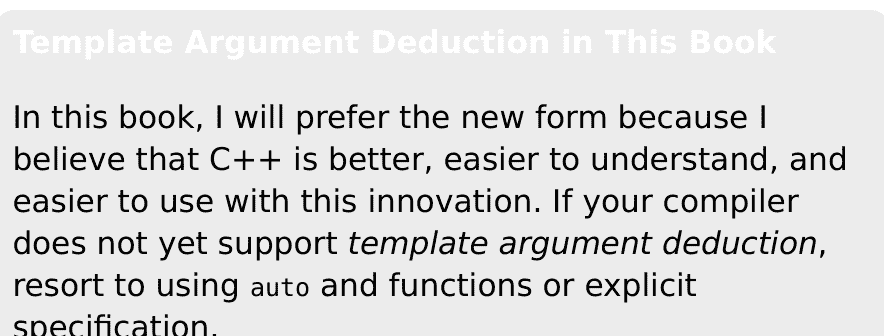 Template Argument Deduction in This Book
In this book, I will prefer the new form because I
believe that C++ is better, easier to understand, and
easier to use with this innovation. If your compiler
does not yet support template argument deduction,
resort to using auto and functions or explicit
specification.